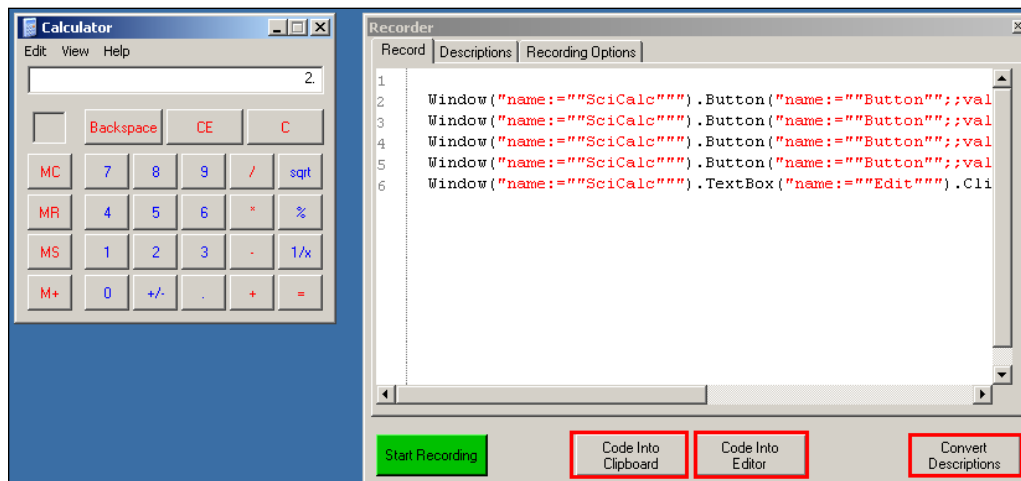 Calculator
Edit View Help
2.
Backspace CE C
MC 7 8 9 / sqrt
MR 4 5 6 * %
MS 1 2 3 - 1/x
M+ 0 +/- . + =
Recorder
Record Descriptions Recording Options
1
2 Window("name:=""SciCalc""").Button("name:=""Button"";;val
3 Window("name:=""SciCalc""").Button("name:=""Button"";;val
4 Window("name:=""SciCalc""").Button("name:=""Button"";;val
5 Window("name:=""SciCalc""").Button("name:=""Button"";;val
6 Window("name:=""SciCalc""").TextBox("name:=""Edit""").Cli
Start Recording
Code Into
Clipboard
Code Into
Editor
Convert
Descriptions